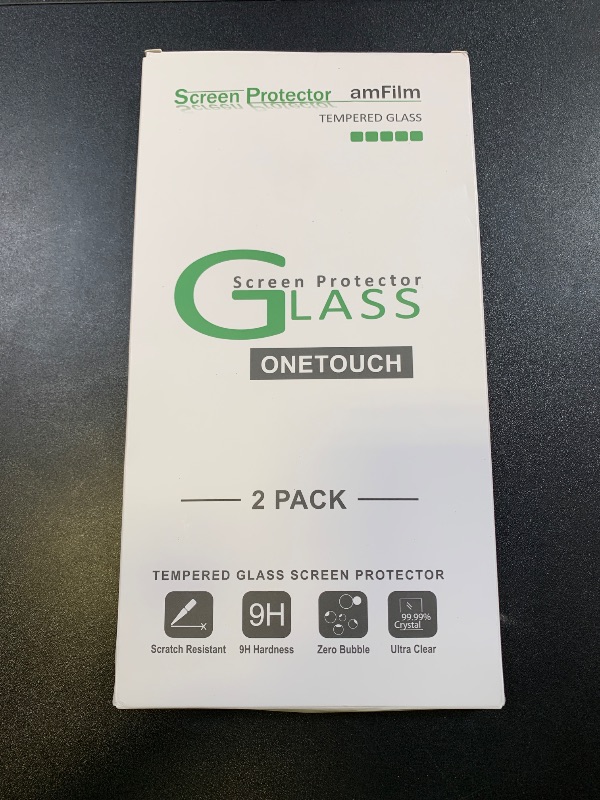 Screen Protector amFilm
TEMPERED GLASS
Screen Protector
GLASS
ONETOUCH
2 PACK
TEMPERED GLASS SCREEN PROTECTOR
9H
99.99%
Crystal
Scratch Resistant 9H Hardness Zero Bubble Ultra Clear